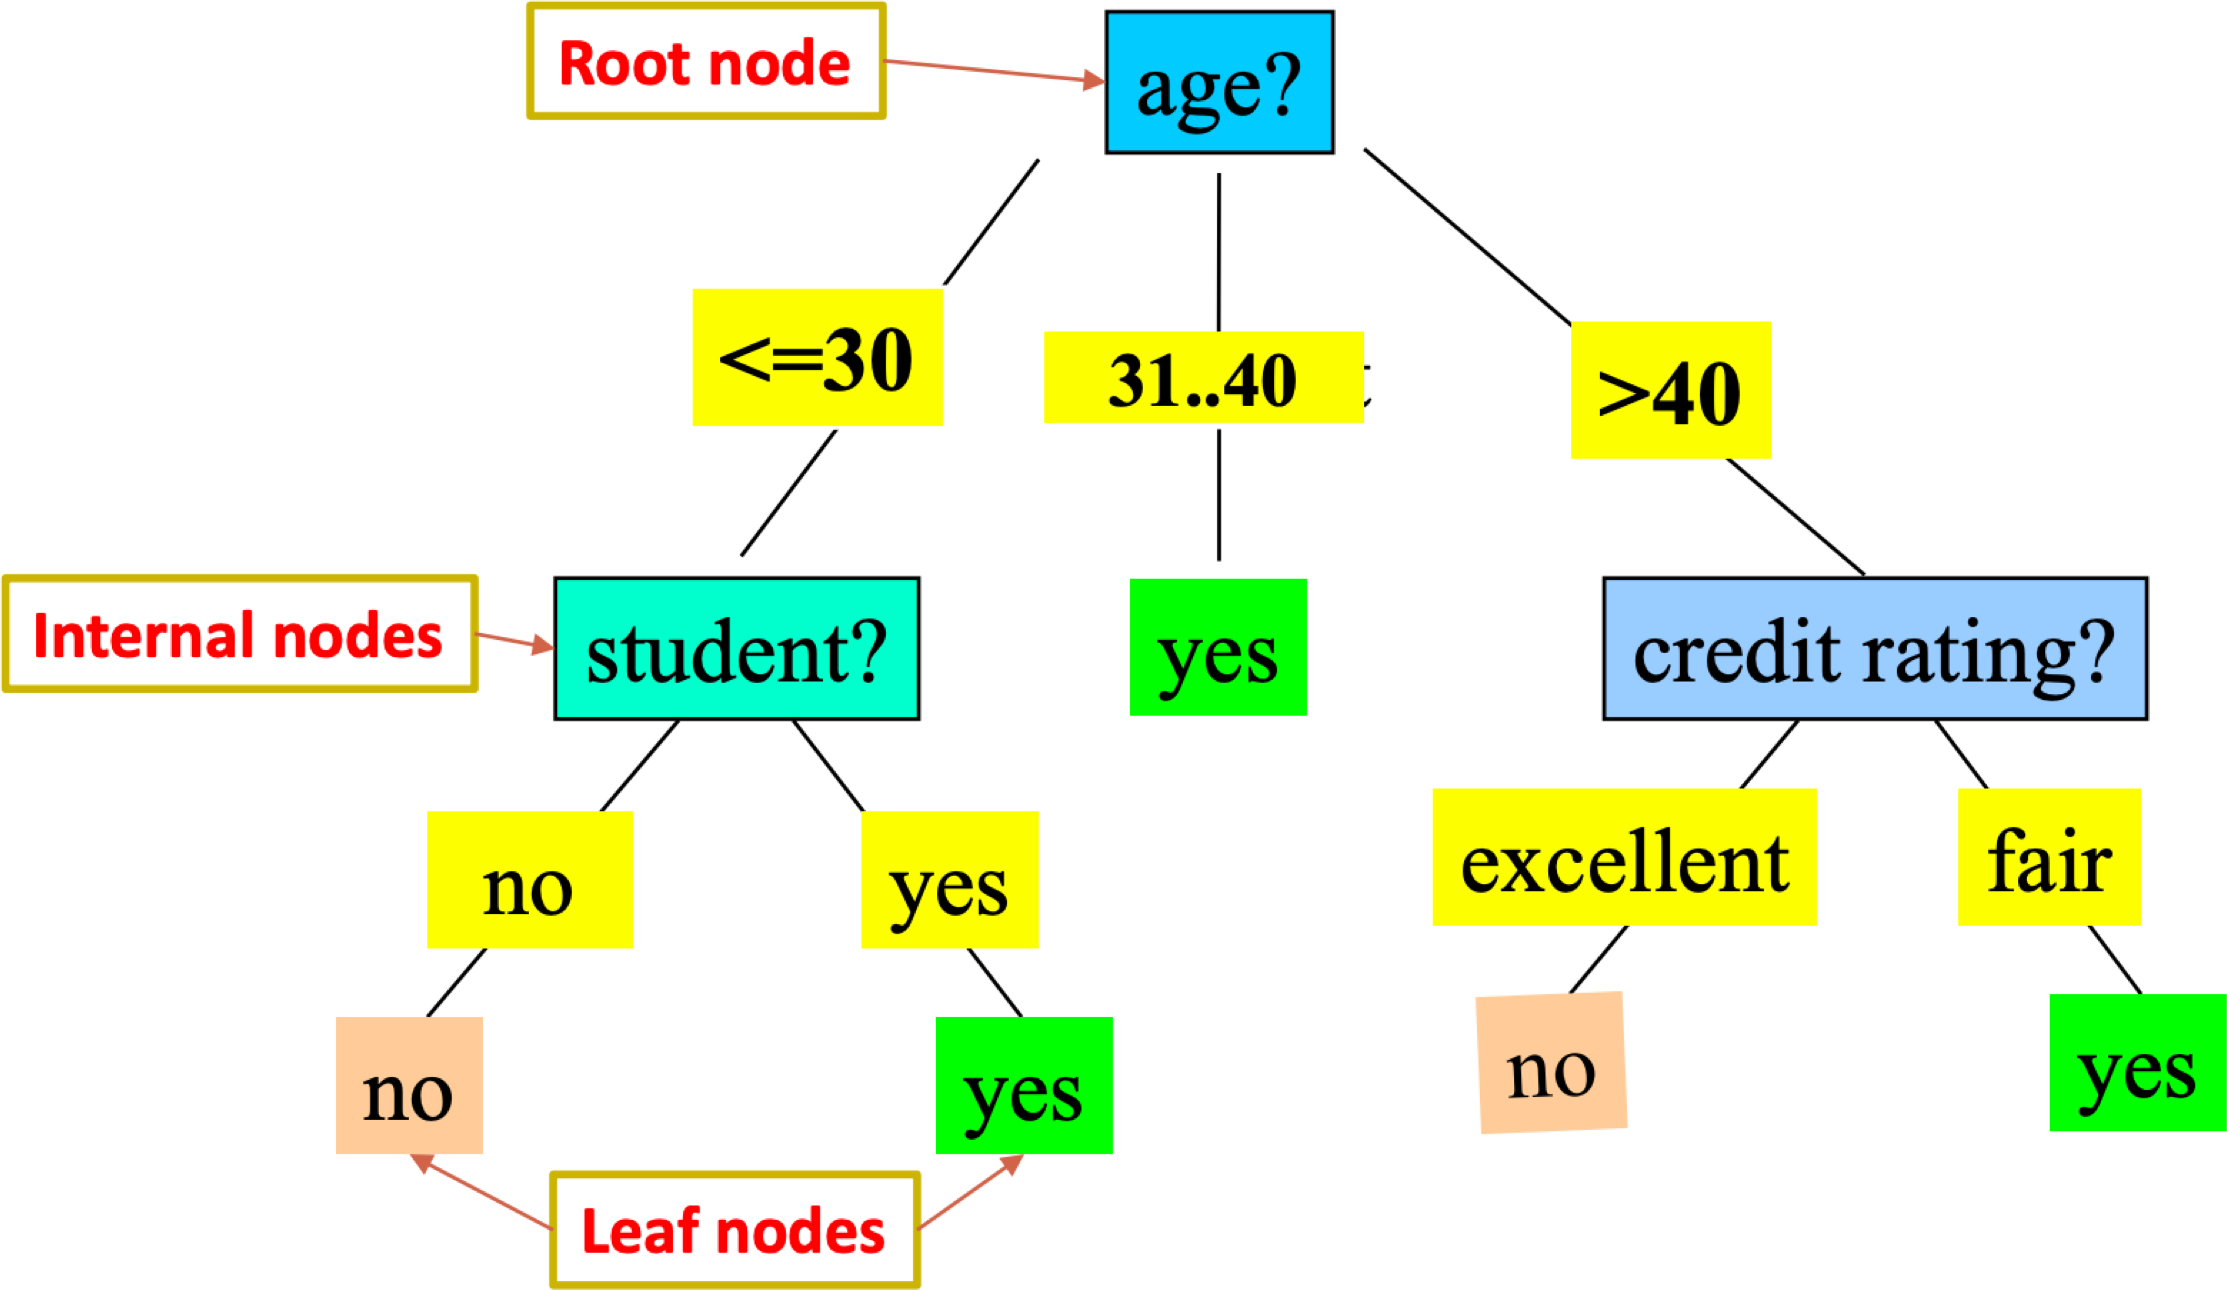 Root node
age?
<=30
31..40
>40
Internal nodes
student?
yes
credit rating?
no
yes
excellent
fair
no
yes
no
yes
Leaf nodes